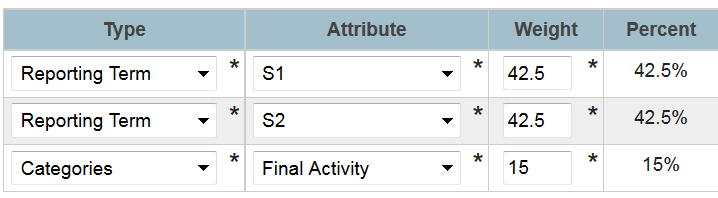 Type Attribute Weight Percent
Reporting Term * S1 * 42.5 * 42.5%
Reporting Term * S2 * 42.5 * 42.5%
Categories * Final Activity * 15 * 15%